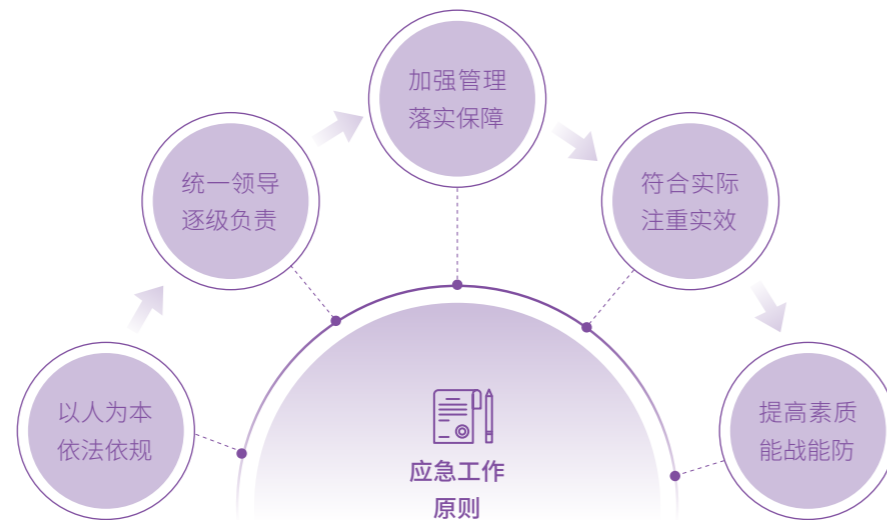 以人为本
依法依规
统一领导
逐级负责
加强管理
落实保障
符合实际
注重实效
提高素质
能战能防
应急工作
原则